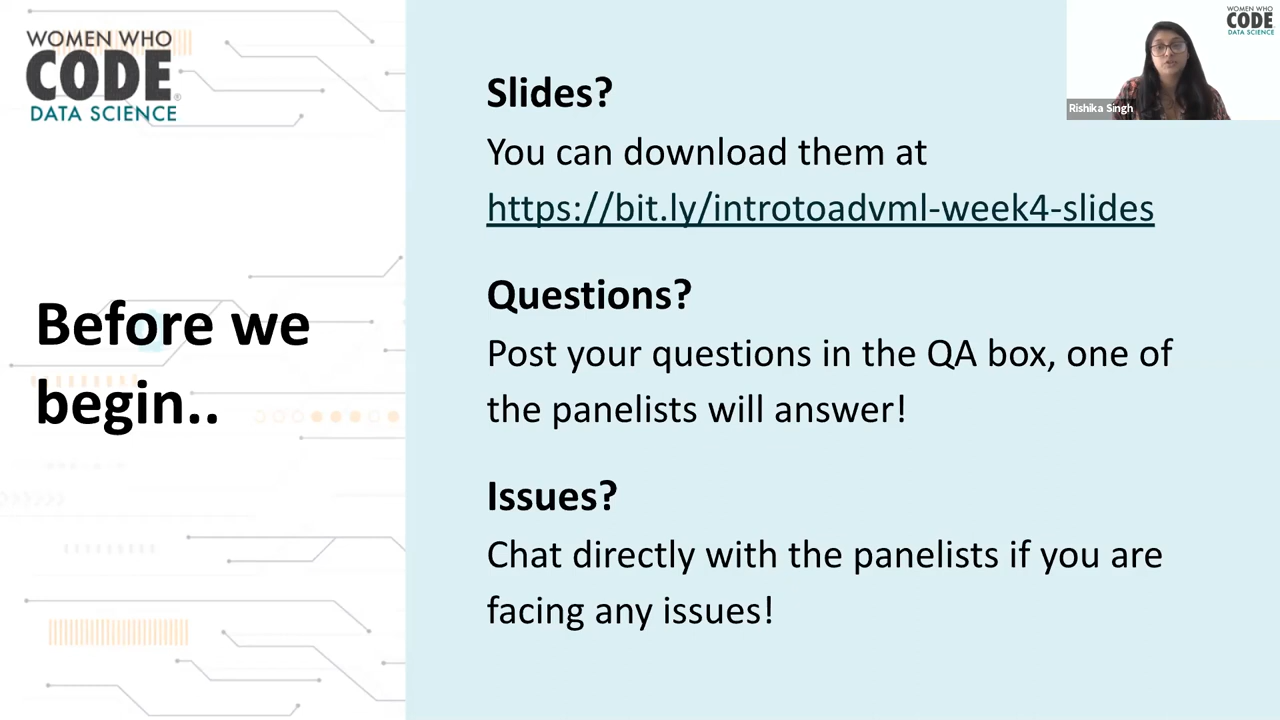 WOMEN WHO
CODE®
DATA SCIENCE
Before we
begin..
Slides?
You can download them at
https://bit.ly/introtoadvml-week4-slides
Questions?
Post your questions in the QA box, one of
the panelists will answer!
Issues?
Chat directly with the panelists if you are
facing any issues!
WOMEN WHO
CODE
DATA SCIENCE
Rishika Singh